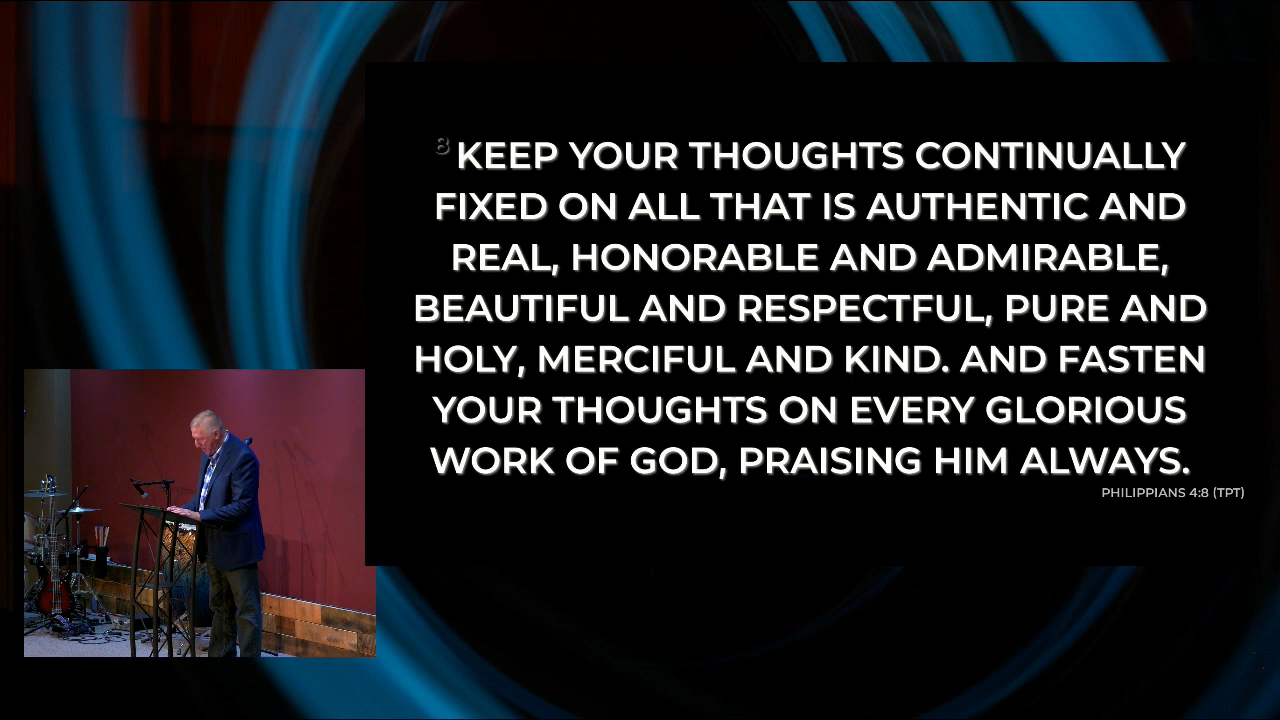 8 KEEP YOUR THOUGHTS CONTINUALLY
FIXED ON ALL THAT IS AUTHENTIC AND
REAL, HONORABLE AND ADMIRABLE,
BEAUTIFUL AND RESPECTFUL, PURE AND
HOLY, MERCIFUL AND KIND. AND FASTEN
YOUR THOUGHTS ON EVERY GLORIOUS
WORK OF GOD, PRAISING HIM ALWAYS.
PHILIPPIANS 4:8 (TPT)